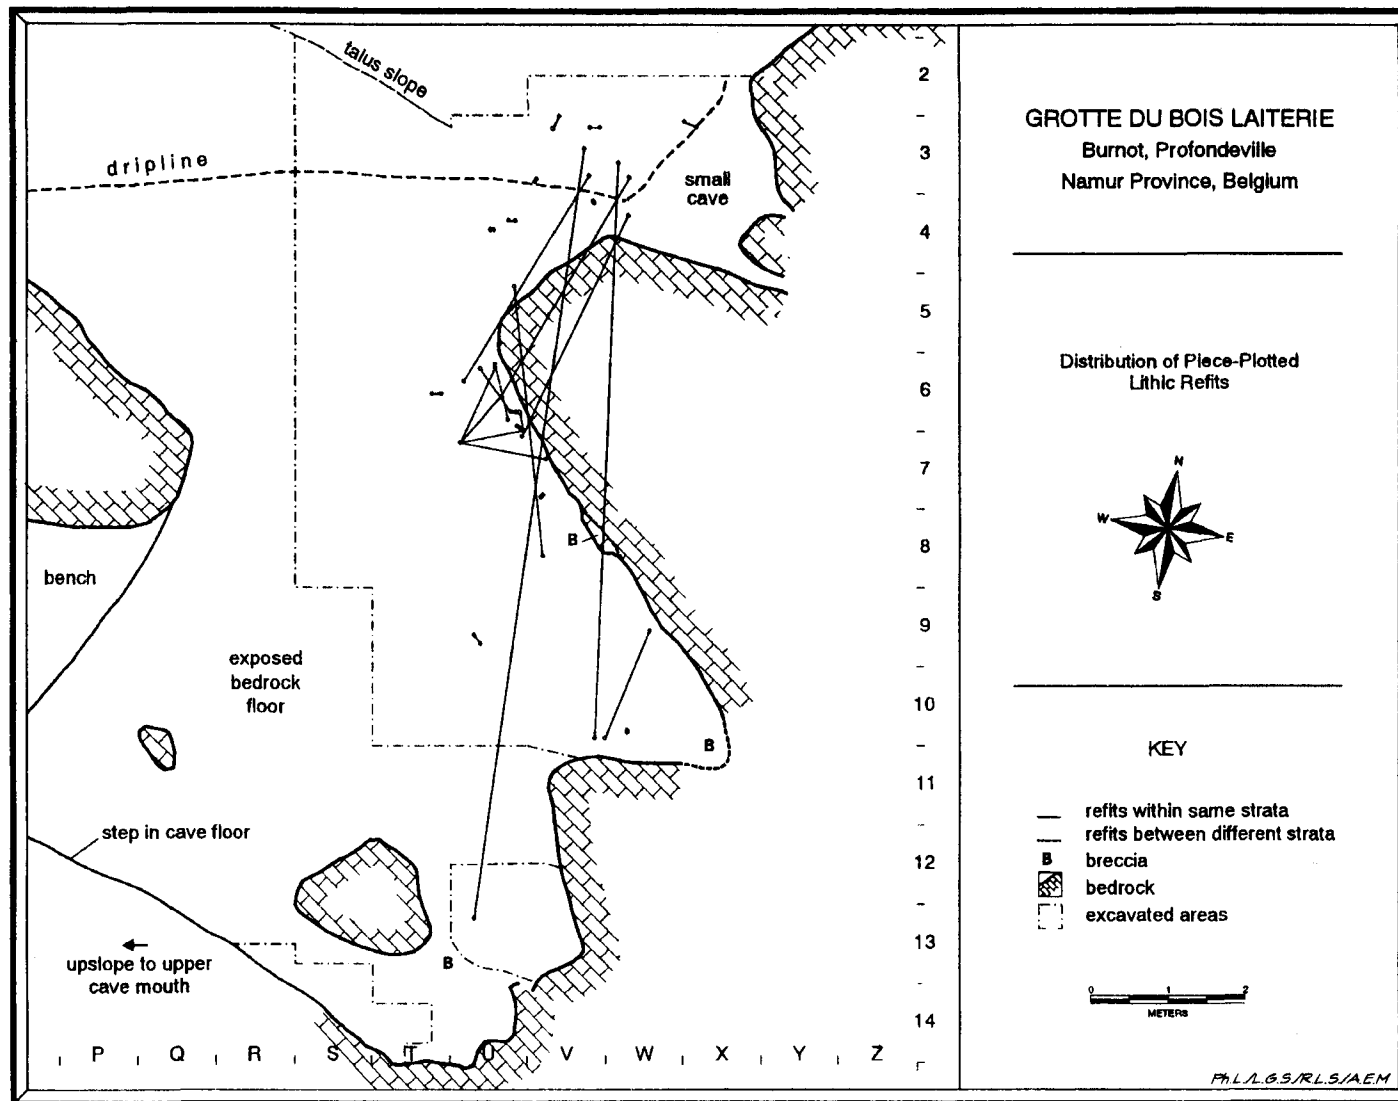 talus slope
2
dripline
3
small
cave
4
5
6
7
B
8
bench
9
exposed
bedrock
floor
10
B
11
step in cave floor
12
13
B
upslope to upper
cave mouth
14
P Q R S T U V W X Y Z
GROTTE DU BOIS LAITERIE
Burnot, Profondeville
Namur Province, Belgium
Distribution of Piece-Plotted
Lithic Refits
N
W
E
S
KEY
refits within same strata
refits between different strata
B breccia
bedrock
excavated areas
0 1 2
METERS
Ph.L./L.G.S/R.L.S./A.E.M